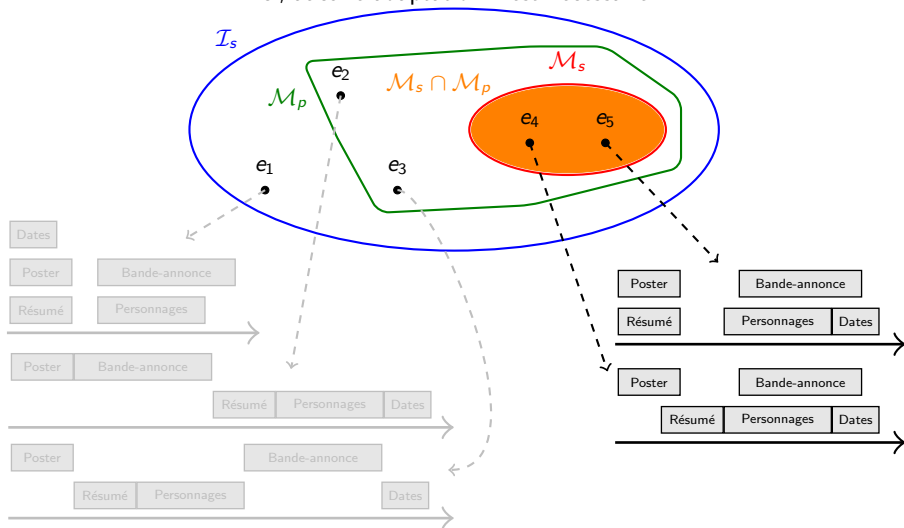 𝓘ₛ
𝓜ₛ
e₂
𝓜ₛ ∩ 𝓜ₚ
𝓜ₚ
e₄
e₅
e₁
e₃
Dates
Poster
Bande-annonce
Résumé
Personnages
Poster
Bande-annonce
Résumé
Personnages
Dates
Poster
Bande-annonce
Résumé
Personnages
Dates
Poster
Bande-annonce
Résumé
Personnages
Dates
Poster
Bande-annonce
Résumé
Personnages
Dates